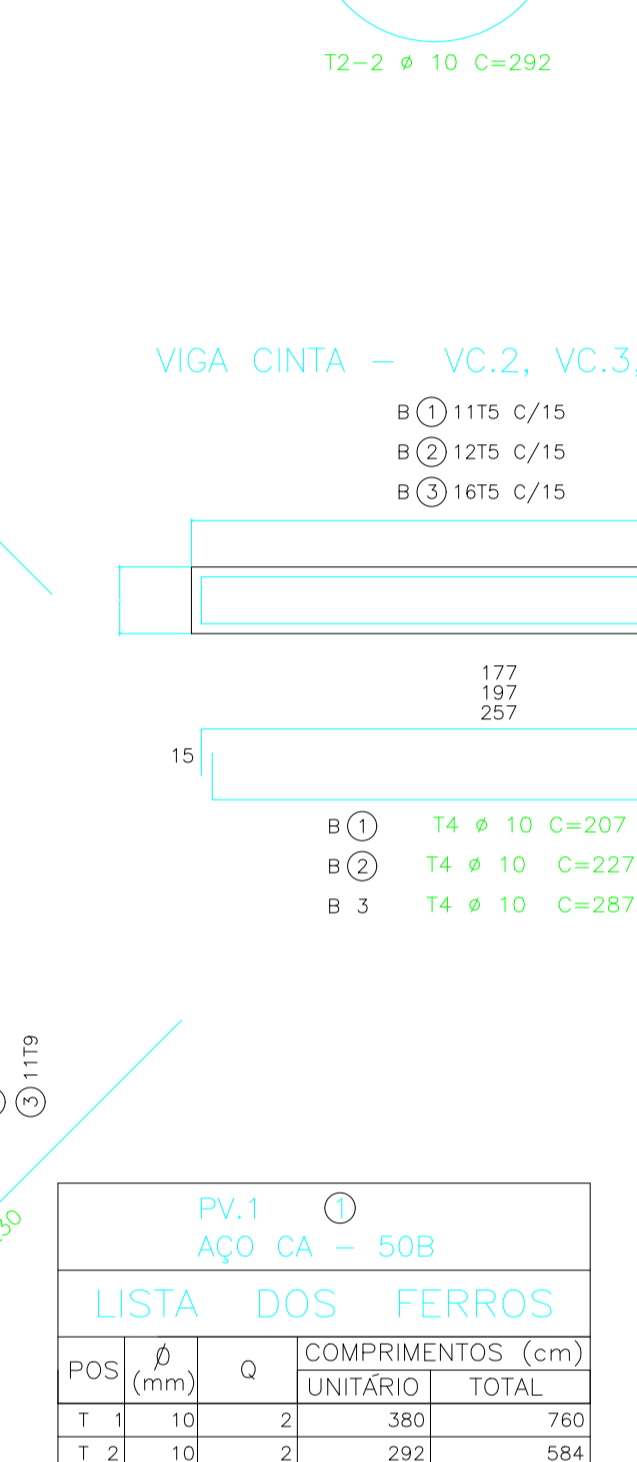 T2-2 ø 10 C=292
VIGA CINTA - VC.2, VC.3,
B 1 11T5 C/15
B 2 12T5 C/15
B 3 16T5 C/15
177
197
257
15
B 1 T4 ø 10 C=207
B 2 T4 ø 10 C=227
B 3 T4 ø 10 C=287
3 11T9
30
PV.1 1
AÇO CA - 50B
LISTA DOS FERROS
POS Ø (mm) Q COMPRIMENTOS (cm)
UNITÁRIO TOTAL
T 1 10 2 380 760
T 2 10 2 292 584